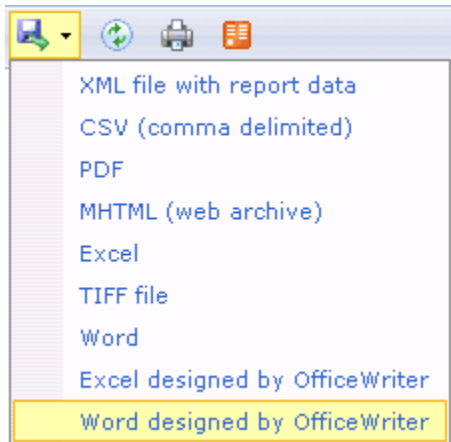 XML file with report data
CSV (comma delimited)
PDF
MHTML (web archive)
Excel
TIFF file
Word
Excel designed by OfficeWriter
Word designed by OfficeWriter